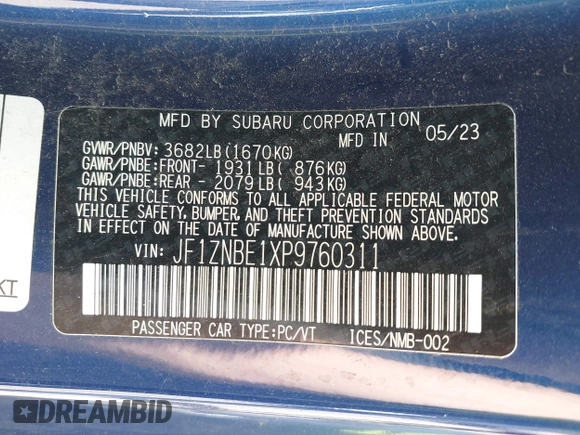 MFD BY SUBARU CORPORATION
MFD IN 05/23
GVWR/PNBV: 3682LB(1670KG)
GAWR/PNBE:FRONT- 1931LB( 876KG)
GAWR/PNBE:REAR - 2079LB( 943KG)
THIS VEHICLE CONFORMS TO ALL APPLICABLE FEDERAL MOTOR
VEHICLE SAFETY, BUMPER, AND THEFT PREVENTION STANDARDS
IN EFFECT ON THE DATE OF MANUFACTURE SHOWN ABOVE.
VIN: JF1ZNBE1XP9760311
PASSENGER CAR TYPE:PC/VT ICES/NMB-002
KT
DREAMBID